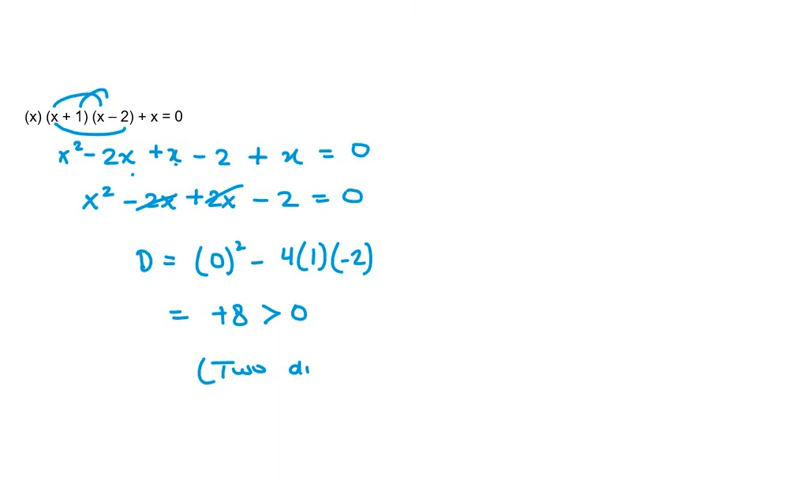 (x) (x + 1) (x – 2) + x = 0
x² - 2x + x - 2 + x = 0
x² - 2x + 2x - 2 = 0
D = (0)² - 4(1)(-2)
= +8 > 0
(Two di